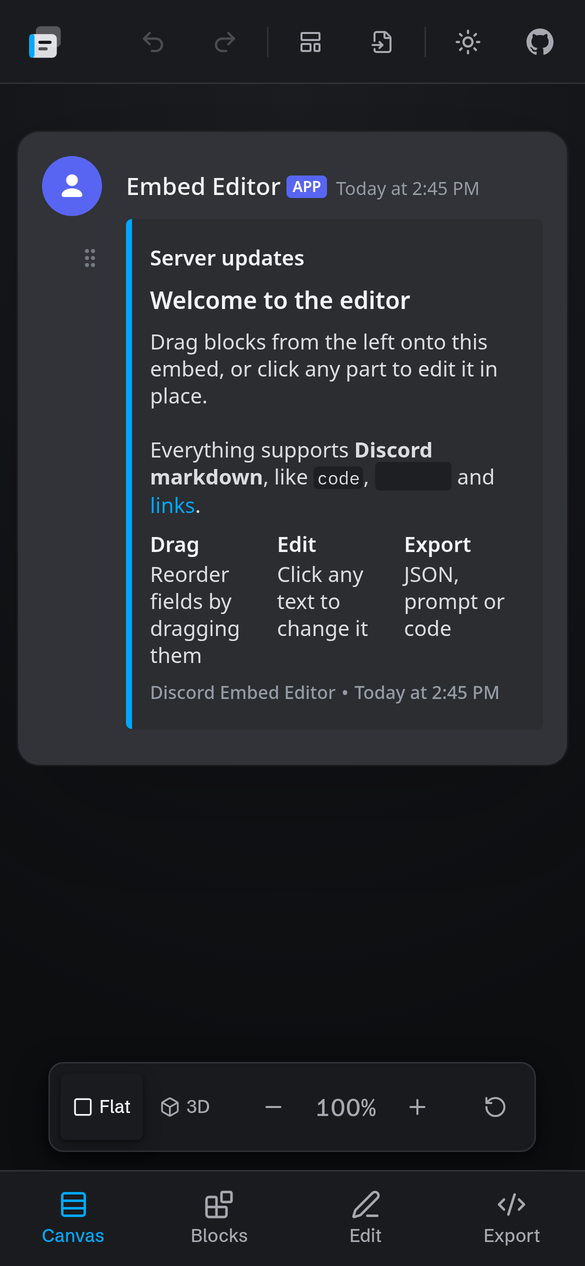 Embed Editor APP Today at 2:45 PM
Server updates
Welcome to the editor
Drag blocks from the left onto this
embed, or click any part to edit it in
place.
Everything supports Discord
markdown, like code, and
links.
Drag Edit Export
Reorder Click any JSON,
fields by text to prompt or
dragging change it code
them
Discord Embed Editor • Today at 2:45 PM
Flat 3D − 100% +
Canvas Blocks Edit Export